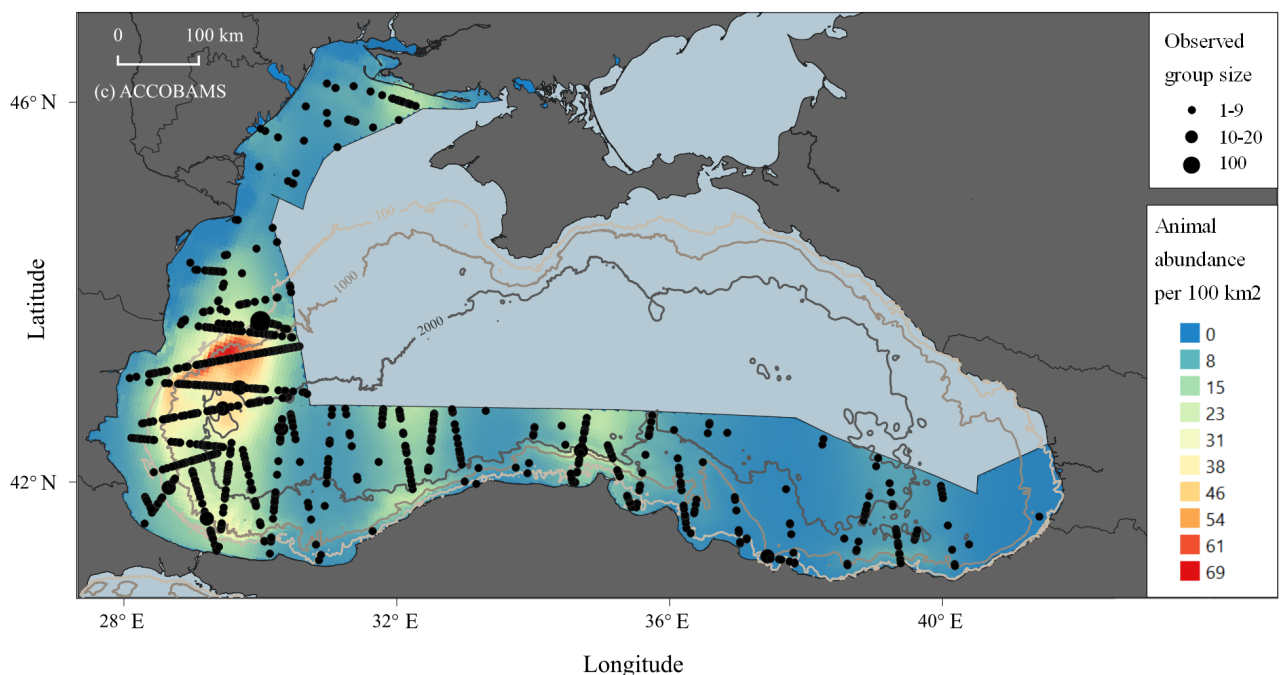 0 100 km
(c) ACCOBAMS
46° N
42° N
Latitude
28° E 32° E 36° E 40° E
Longitude
100
1000
2000
Observed
group size
1-9
10-20
100
Animal
abundance
per 100 km2
0
8
15
23
31
38
46
54
61
69